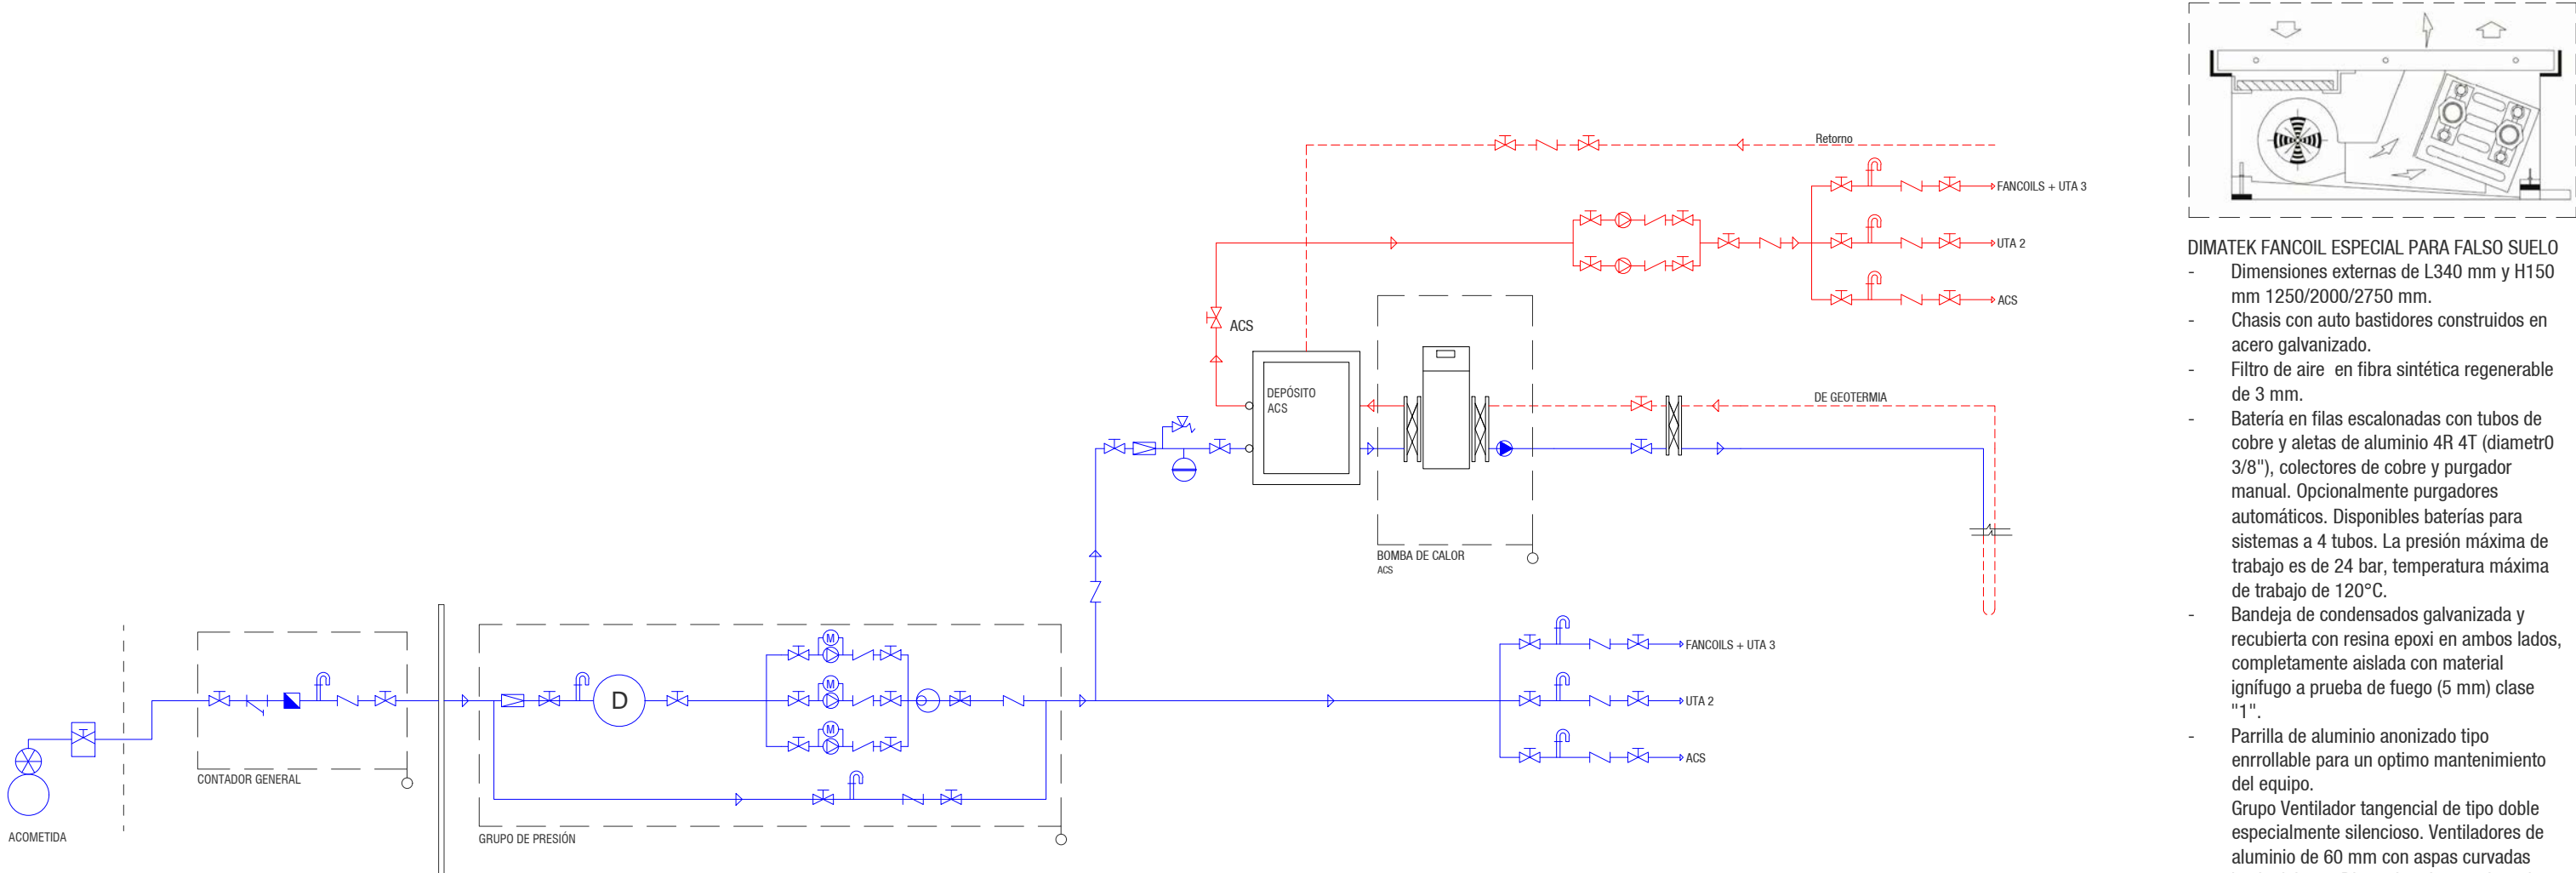 Retorno
FANCOILS + UTA 3
UTA 2
ACS
ACS
DEPÓSITO
ACS
DE GEOTERMIA
BOMBA DE CALOR
ACS
M
M
M
D
FANCOILS + UTA 3
UTA 2
ACS
CONTADOR GENERAL
GRUPO DE PRESIÓN
ACOMETIDA
DIMATEK FANCOIL ESPECIAL PARA FALSO SUELO
- Dimensiones externas de L340 mm y H150
mm 1250/2000/2750 mm.
- Chasis con auto bastidores construidos en
acero galvanizado.
- Filtro de aire en fibra sintética regenerable
de 3 mm.
- Batería en filas escalonadas con tubos de
cobre y aletas de aluminio 4R 4T (diametr0
3/8"), colectores de cobre y purgador
manual. Opcionalmente purgadores
automáticos. Disponibles baterías para
sistemas a 4 tubos. La presión máxima de
trabajo es de 24 bar, temperatura máxima
de trabajo de 120°C.
- Bandeja de condensados galvanizada y
recubierta con resina epoxi en ambos lados,
completamente aislada con material
ignífugo a prueba de fuego (5 mm) clase
"1".
- Parrilla de aluminio anonizado tipo
enrrollable para un optimo mantenimiento
del equipo.
Grupo Ventilador tangencial de tipo doble
especialmente silencioso. Ventiladores de
aluminio de 60 mm con aspas curvadas